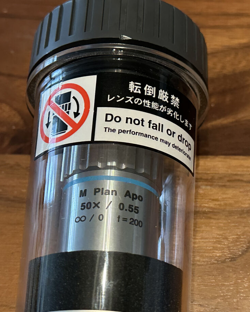 転倒厳禁
レンズの性能が劣化します
Do not fall or drop
The performance may deteriorate
M Plan Apo
50X / 0.55
∞ / 0 f = 200